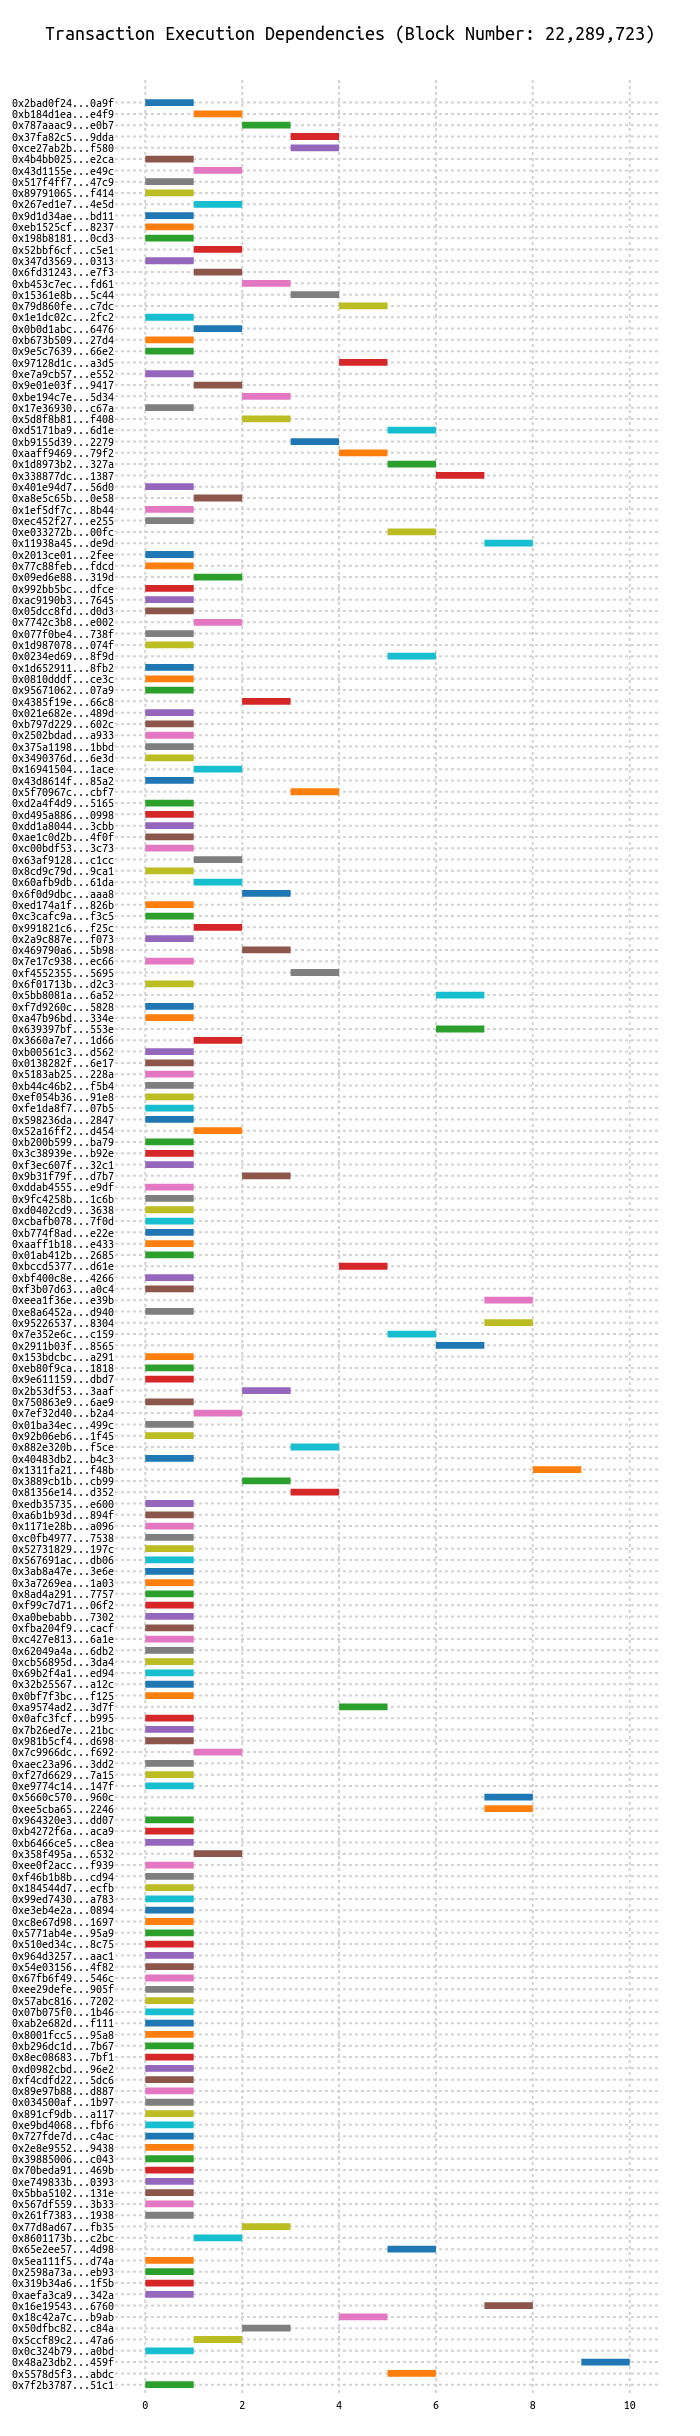 Transaction Execution Dependencies (Block Number: 22,289,723)
0x2bad0f24...0a9f
0xb184d1ea...e4f9
0x787aaac9...e0b7
0x37fa82c5...9dda
0xce27ab2b...f580
0x4b4bb025...e2ca
0x43d1155e...e49c
0x517f4ff7...47c9
0x89791065...f414
0x267ed1e7...4e5d
0x9d1d34ae...bd11
0xeb1525cf...8237
0x198b8181...0cd3
0x52bbf6cf...c5e1
0x347d3569...0313
0x6fd31243...e7f3
0xb453c7ec...fd61
0x15361e8b...5c44
0x79d860fe...c7dc
0x1e1dc02c...2fc2
0x0b0d1abc...6476
0xb673b509...27d4
0x9e5c7639...66e2
0x97128d1c...a3d5
0xe7a9cb57...e552
0x9e01e03f...9417
0xbe194c7e...5d34
0x17e36930...c67a
0x5d8f8b81...f408
0xd5171ba9...6d1e
0xb9155d39...2279
0xaaff9469...79f2
0x1d8973b2...327a
0x338877dc...1387
0x401e94d7...56d0
0xa8e5c65b...0e58
0x1ef5df7c...8b44
0xec452f27...e255
0xe033272b...00fc
0x11938a45...de9d
0x2013ce01...2fee
0x77c88feb...fdcd
0x09ed6e88...319d
0x992bb5bc...dfce
0xac9190b3...7645
0x05dcc8fd...d0d3
0x7742c3b8...e002
0x077f0be4...738f
0x1d987078...074f
0x0234ed69...8f9d
0x1d652911...8fb2
0x0810dddf...ce3c
0x95671062...07a9
0x4385f19e...66c8
0x021e682e...489d
0xb797d229...602c
0x2502bdad...a933
0x375a1198...1bbd
0x3490376d...6e3d
0x16941504...1ace
0x43d8614f...85a2
0x5f70967c...cbf7
0xd2a4f4d9...5165
0xd495a886...0998
0xdd1a8044...3cbb
0xae1c0d2b...4f0f
0xc00bdf53...3c73
0x63af9128...c1cc
0x8cd9c79d...9ca1
0x60afb9db...61da
0x6f0d9dbc...aaa8
0xed174a1f...826b
0xc3cafc9a...f3c5
0x991821c6...f25c
0x2a9c887e...f073
0x469790a6...5b98
0x7e17c938...ec66
0xf4552355...5695
0x6f01713b...d2c3
0x5bb8081a...6a52
0xf7d9260c...5828
0xa47b96bd...334e
0x639397bf...553e
0x3660a7e7...1d66
0xb00561c3...d562
0x0138282f...6e17
0x5183ab25...228a
0xb44c46b2...f5b4
0xef054b36...91e8
0xfe1da8f7...07b5
0x598236da...2847
0x52a16ff2...d454
0xb200b599...ba79
0x3c38939e...b92e
0xf3ec607f...32c1
0x9b31f79f...d7b7
0xddab4555...e9df
0x9fc4258b...1c6b
0xd0402cd9...3638
0xcbafb078...7f0d
0xb774f8ad...e22e
0xaaff1b18...e433
0x01ab412b...2685
0xbccd5377...d61e
0xbf400c8e...4266
0xf3b07d63...a0c4
0xeea1f36e...e39b
0xe8a6452a...d940
0x95226537...8304
0x7e352e6c...c159
0x2911b03f...8565
0x153bdcbc...a291
0xeb80f9ca...1818
0x9e611159...dbd7
0x2b53df53...3aaf
0x750863e9...6ae9
0x7ef32d40...b2a4
0x01ba34ec...499c
0x92b06eb6...1f45
0x882e320b...f5ce
0x40483db2...b4c3
0x1311fa21...f48b
0x3889cb1b...cb99
0x81356e14...d352
0xedb35735...e600
0xa6b1b93d...894f
0x1171e28b...a096
0xc0fb4977...7538
0x52731829...197c
0x567691ac...db06
0x3ab8a47e...3e6e
0x3a7269ea...1a03
0x8ad4a291...7757
0xf99c7d71...06f2
0xa0bebabb...7302
0xfba204f9...cacf
0xc427e813...6a1e
0x62049a4a...6db2
0xcb56895d...3da4
0x69b2f4a1...ed94
0x32b25567...a12c
0x0bf7f3bc...f125
0xa9574ad2...3d7f
0x0afc3fcf...b995
0x7b26ed7e...21bc
0x981b5cf4...d698
0x7c9966dc...f692
0xaec23a96...3dd2
0xf27d6629...7a15
0xe9774c14...147f
0x5660c570...960c
0xee5cba65...2246
0x964320e3...dd07
0xb4272f6a...aca9
0xb6466ce5...c8ea
0x358f495a...6532
0xee0f2acc...f939
0xf46b1b8b...cd94
0x184544d7...ecfb
0x99ed7430...a783
0xe3eb4e2a...0894
0xc8e67d98...1697
0x5771ab4e...95a9
0x510ed34c...8c75
0x964d3257...aac1
0x54e03156...4f82
0x67fb6f49...546c
0xee29defe...905f
0x57abc816...7202
0x07b075f0...1b46
0xab2e682d...f111
0x8001fcc5...95a8
0xb296dc1d...7b67
0x8ec08683...7bf1
0xd0982cbd...96e2
0xf4cdfd22...5dc6
0x89e97b88...d887
0x034500af...1b97
0x891cf9db...a117
0xe9bd4068...fbf6
0x727fde7d...c4ac
0x2e8e9552...9438
0x39885006...c043
0x70beda91...469b
0xe749833b...0393
0x5bba5102...131e
0x567df559...3b33
0x261f7383...1938
0x77d8ad67...fb35
0x8601173b...c2bc
0x65e2ee57...4d98
0x5ea111f5...d74a
0x2598a73a...eb93
0x319b34a6...1f5b
0xaefa3ca9...342a
0x16e19543...6760
0x18c42a7c...b9ab
0x50dfbc82...c84a
0x5ccf89c2...47a6
0x0c324b79...a0bd
0x48a23db2...459f
0x5578d5f3...abdc
0x7f2b3787...51c1
0 2 4 6 8 10